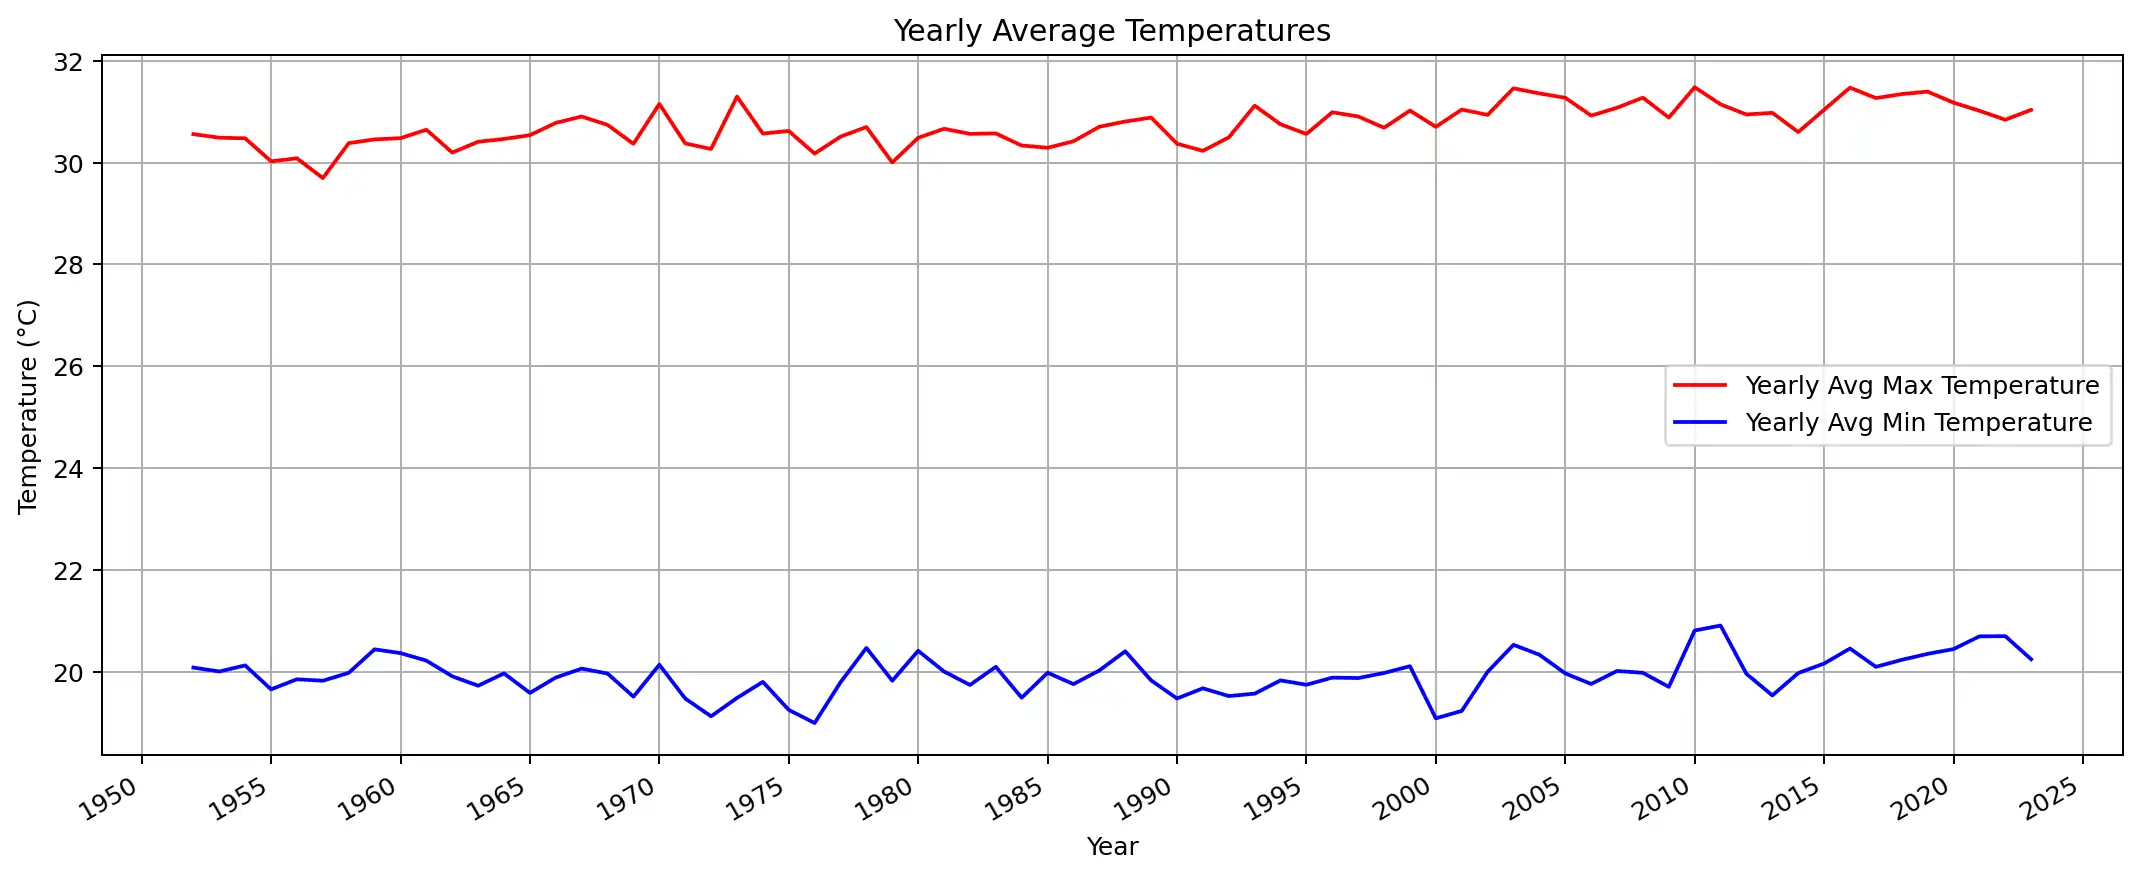 Yearly Average Temperatures
32
30
28
26
24
22
20
Temperature (°C)
Yearly Avg Max Temperature
Yearly Avg Min Temperature
1950 1955 1960 1965 1970 1975 1980 1985 1990 1995 2000 2005 2010 2015 2020 2025
Year